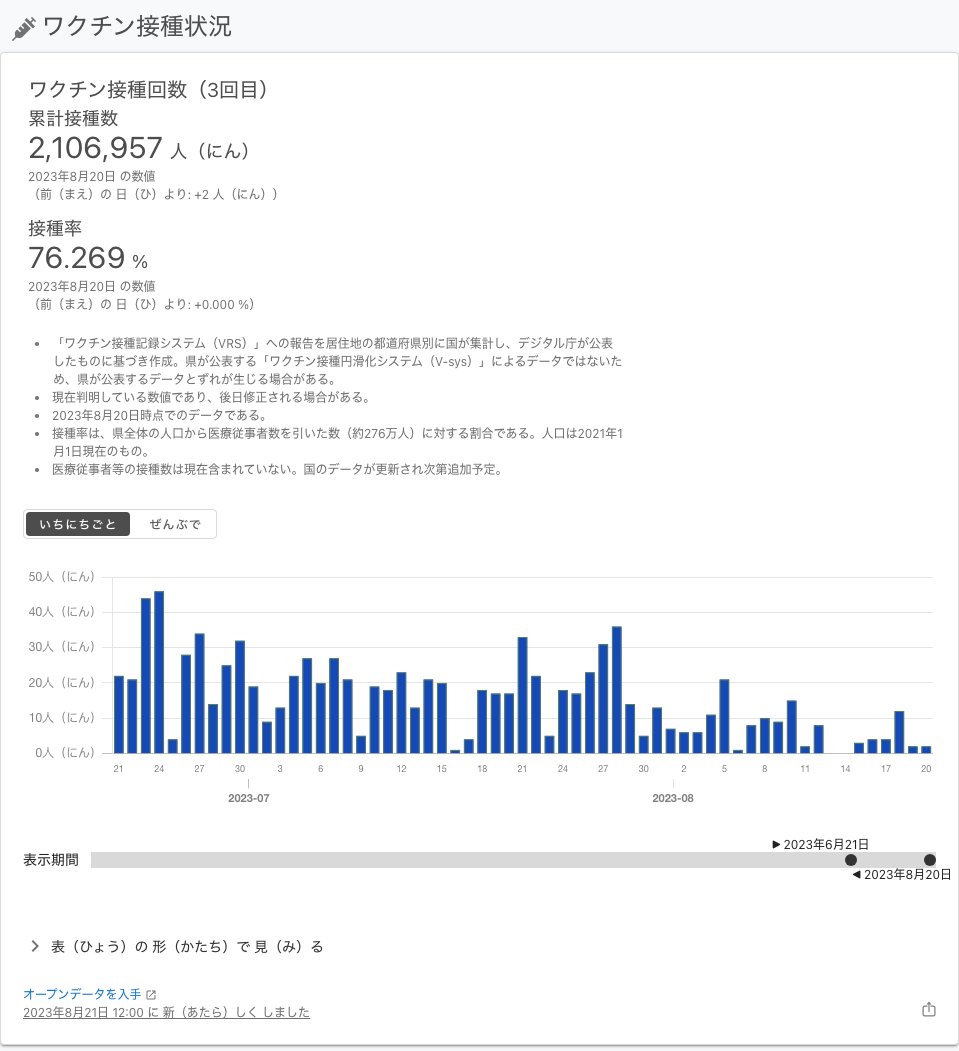 ワクチン接種状況
ワクチン接種回数（3回目）
累計接種数
2,106,957 人（にん）
2023年8月20日 の数値
（前（まえ）の 日（ひ）より: +2 人（にん））
接種率
76.269 %
2023年8月20日 の数値
（前（まえ）の 日（ひ）より: +0.000 %）
• 「ワクチン接種記録システム（VRS）」への報告を居住地の都道府県別に国が集計し、デジタル庁が公表
したものに基づき作成。県が公表する「ワクチン接種円滑化システム（V-sys）」によるデータではないた
め、県が公表するデータとずれが生じる場合がある。
• 現在判明している数値であり、後日修正される場合がある。
• 2023年8月20日時点でのデータである。
• 接種率は、県全体の人口から医療従事者数を引いた数（約276万人）に対する割合である。人口は2021年1
月1日現在のもの。
• 医療従事者等の接種数は現在含まれていない。国のデータが更新され次第追加予定。
いちにちごと ぜんぶで
50人（にん）
40人（にん）
30人（にん）
20人（にん）
10人（にん）
0人（にん）
21 24 27 30 3 6 9 12 15 18 21 24 27 30 2 5 8 11 14 17 20
2023-07 2023-08
▶ 2023年6月21日
表示期間
◀ 2023年8月20日
表（ひょう）の 形（かたち）で 見（み）る
オープンデータを入手
2023年8月21日 12:00 に 新（あたら）しく しました